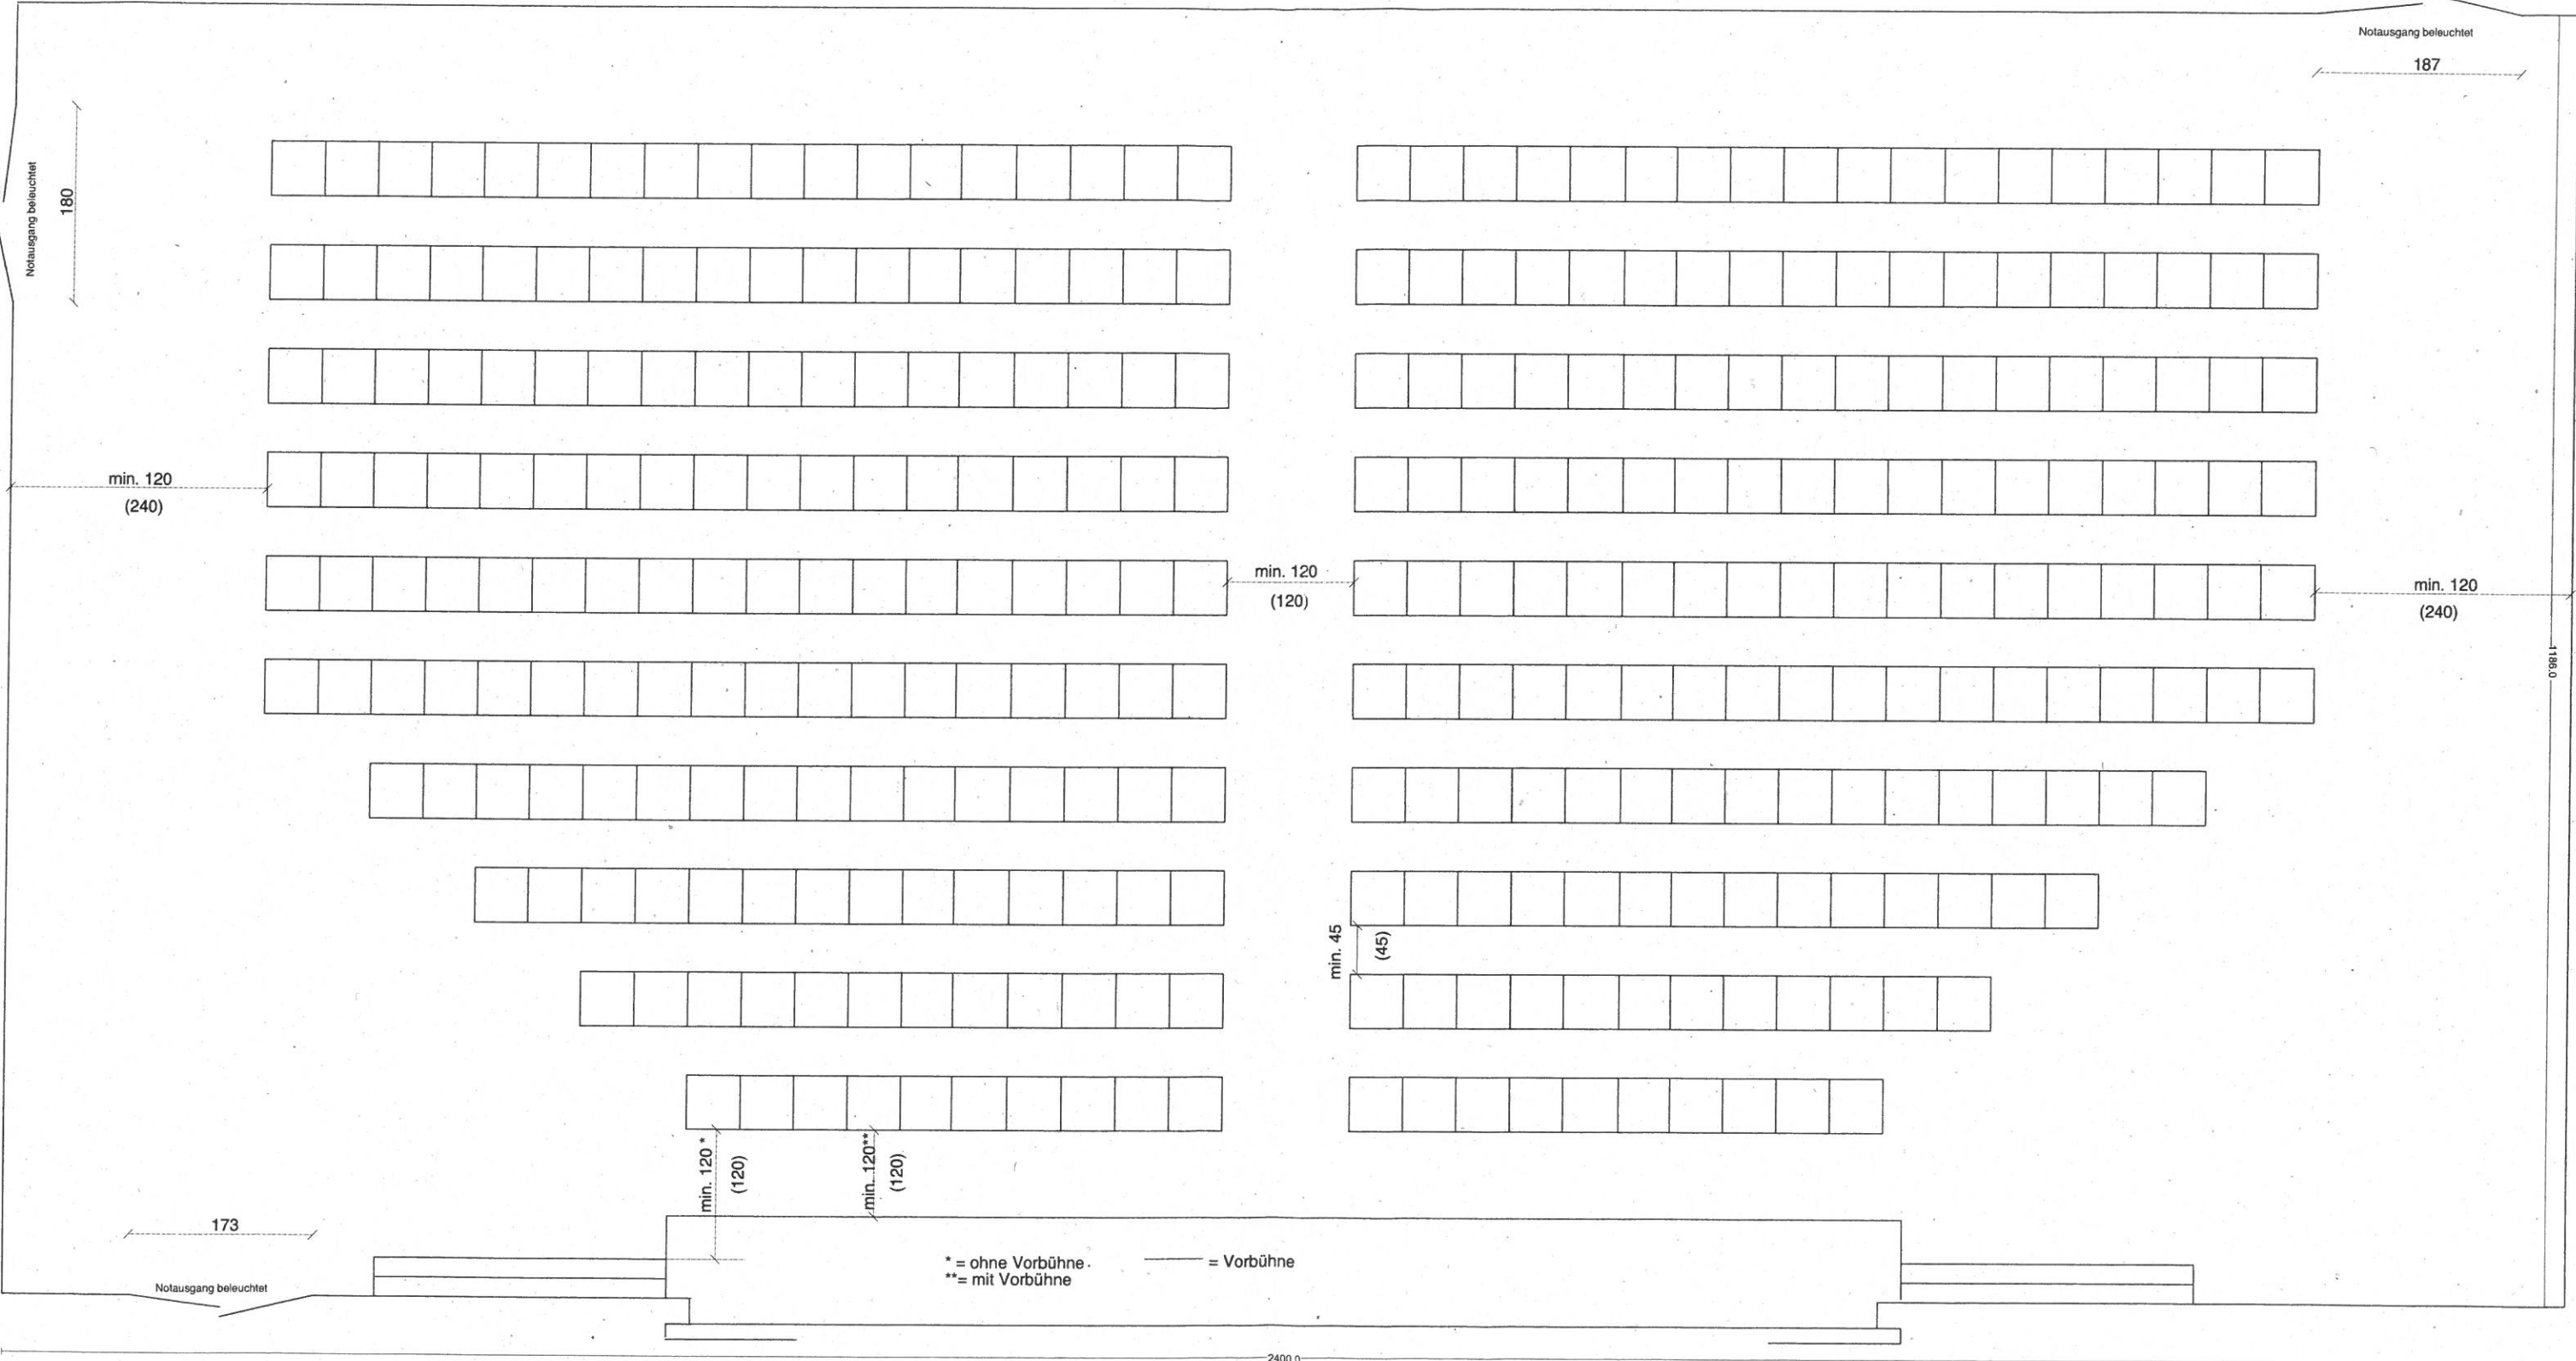 Notausgang beleuchtet
187
Notausgang beleuchtet
180
min. 120
(240)
min. 120
(120)
min. 120
(240)
1186.0
min. 45
(45)
min. 120 *
(120)
min. 120**
(120)
173
Notausgang beleuchtet
* = ohne Vorbühne
= Vorbühne
**= mit Vorbühne
2400.0